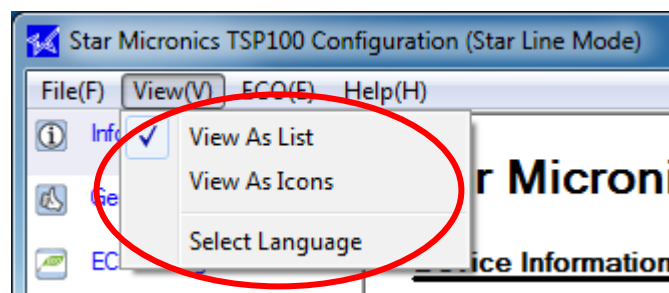 Star Micronics TSP100 Configuration (Star Line Mode)
File(F) View(V) ECO(E) Help(H)
View As List
View As Icons
Select Language